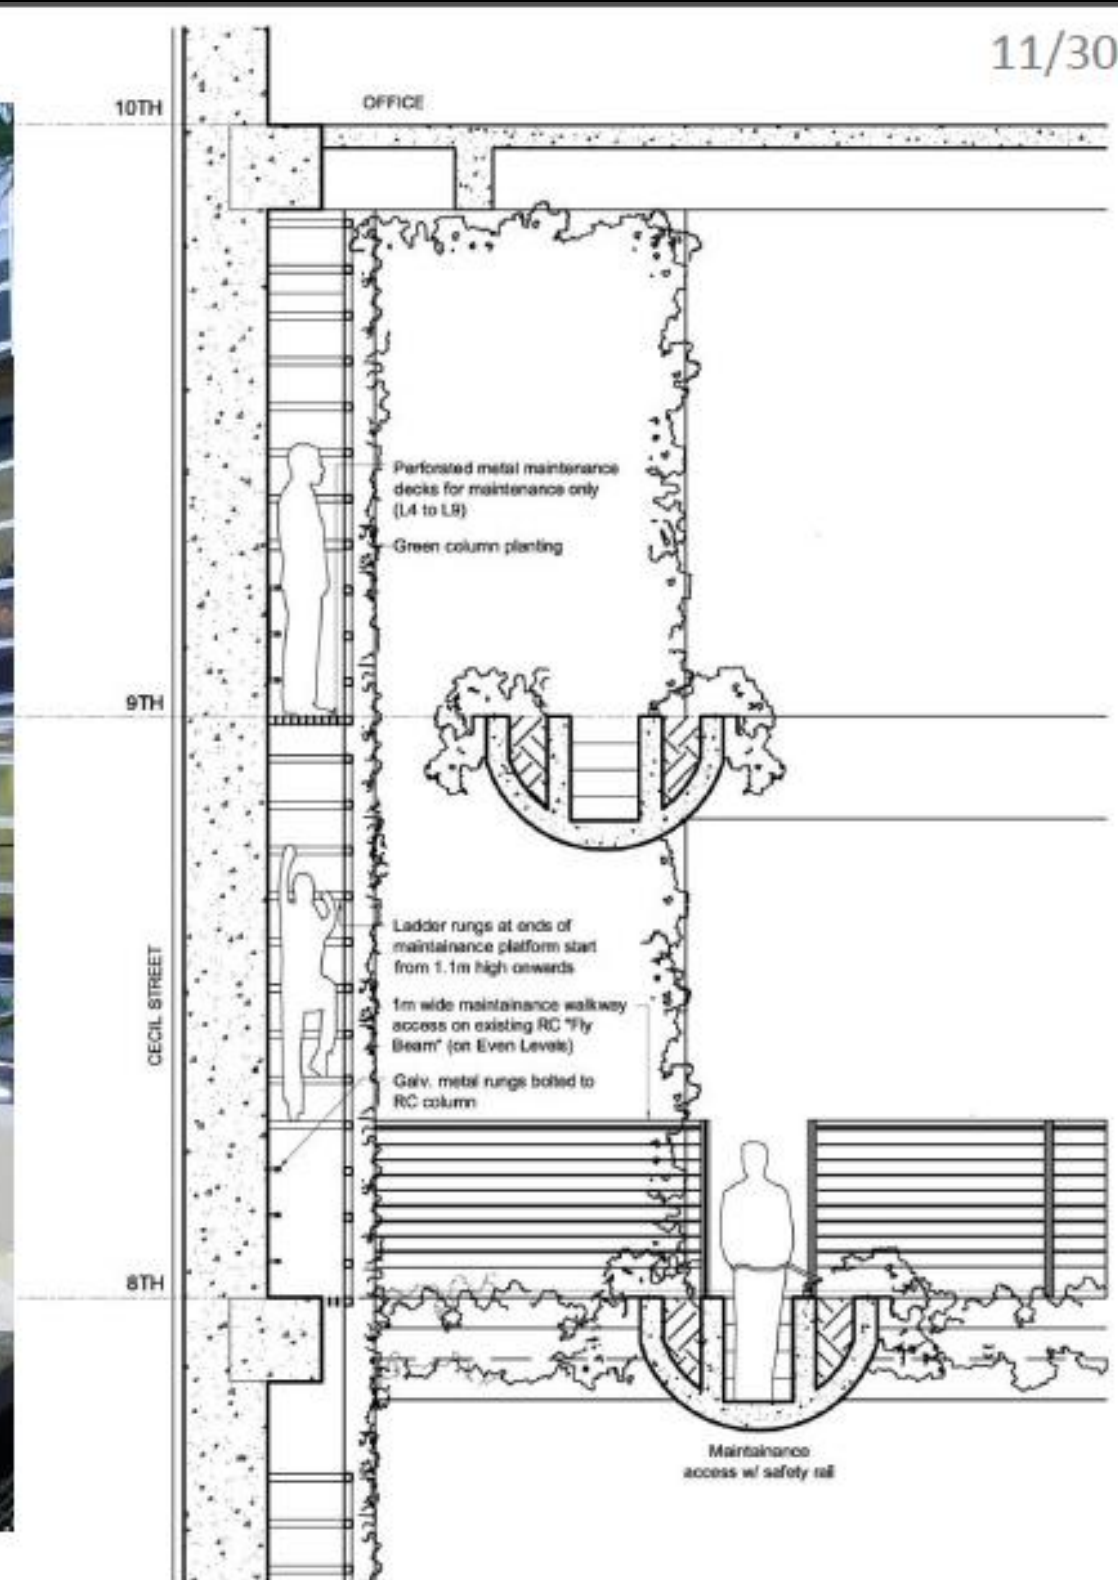 11/30
10TH
OFFICE
Perforated metal maintenance
decks for maintenance only
(L4 to L9)
Green column planting
9TH
Ladder rungs at ends of
maintainance platform start
from 1.1m high onwards
CECIL STREET
1m wide maintainance walkway
access on existing RC "Fly
Beam" (on Even Levels)
Galv. metal rungs bolted to
RC column
8TH
Maintainance
access w/ safety rail